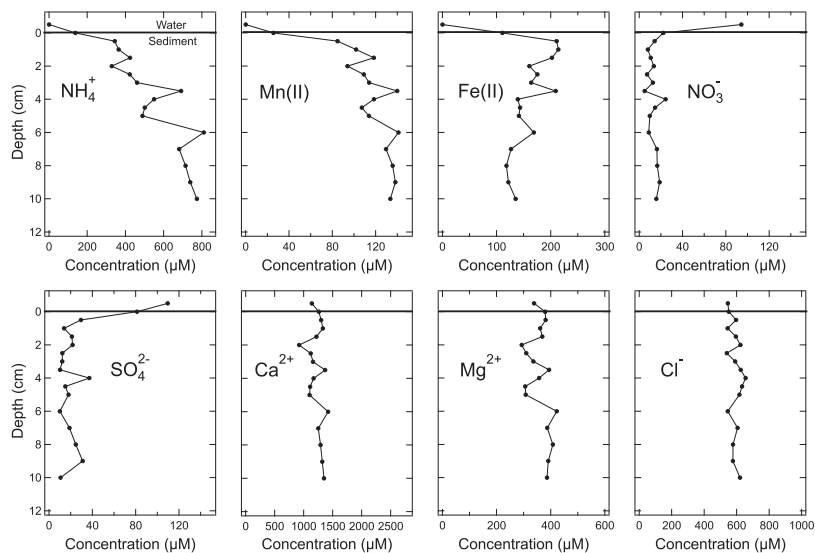 Water
Sediment
NH₄⁺
Mn(II)
Fe(II)
NO₃⁻
Depth (cm)
0
2
4
6
8
10
12
0 200 400 600 800
0 40 80 120
0 100 200 300
0 40 80 120
Concentration (µM) Concentration (µM) Concentration (µM) Concentration (µM)
SO₄²⁻
Ca²⁺
Mg²⁺
Cl⁻
Depth (cm)
0
2
4
6
8
10
12
0 40 80 120
0 500 1000 1500 2000 2500
0 200 400 600
0 200 400 600 800 1000
Concentration (µM) Concentration (µM) Concentration (µM) Concentration (µM)